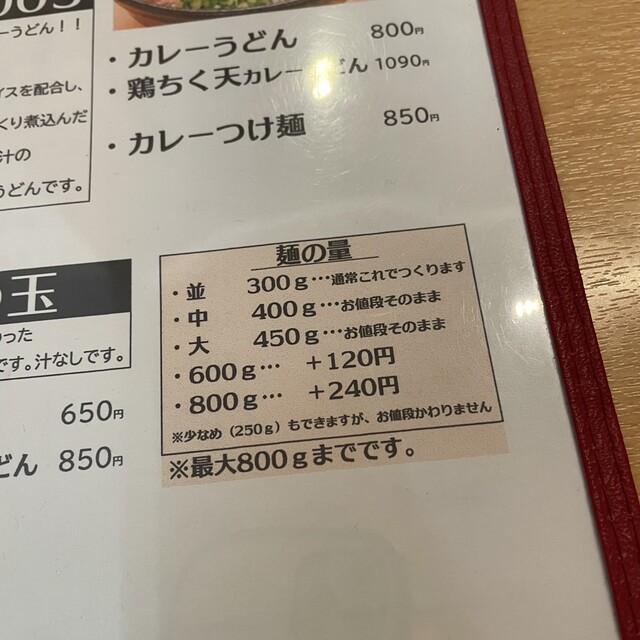 ーうどん！！
イスを配合し、
くり煮込んだ
汁の
うどんです。
・カレーうどん 800円
・鶏ちく天カレーうどん 1090円
・カレーつけ麺 850円
玉
です。汁なしです。
650円
どん 850円
麺の量
・並 300ｇ…通常これでつくります
・中 400ｇ…お値段そのまま
・大 450ｇ…お値段そのまま
・600ｇ… ＋120円
・800ｇ… ＋240円
※少なめ（250ｇ）もできますが、お値段かわりません
※最大800ｇまでです。